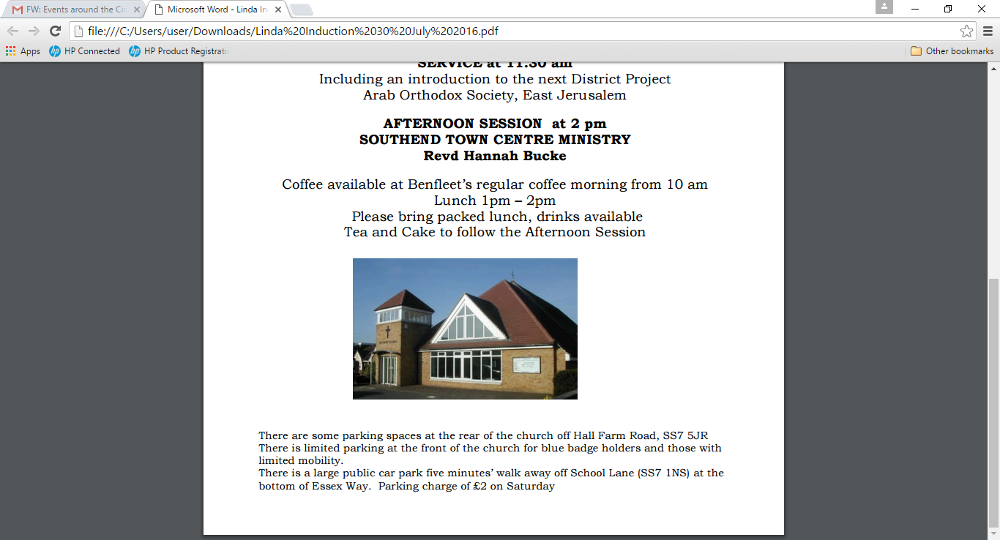 FW: Events around the Cir
Microsoft Word - Linda In
file:///C:/Users/user/Downloads/Linda%20Induction%2030%20July%202016.pdf
Apps
HP Connected
HP Product Registratio
Other bookmarks
SERVICE at 11.30 am
Including an introduction to the next District Project
Arab Orthodox Society, East Jerusalem
AFTERNOON SESSION at 2 pm
SOUTHEND TOWN CENTRE MINISTRY
Revd Hannah Bucke
Coffee available at Benfleet’s regular coffee morning from 10 am
Lunch 1pm – 2pm
Please bring packed lunch, drinks available
Tea and Cake to follow the Afternoon Session
There are some parking spaces at the rear of the church off Hall Farm Road, SS7 5JR
There is limited parking at the front of the church for blue badge holders and those with
limited mobility.
There is a large public car park five minutes’ walk away off School Lane (SS7 1NS) at the
bottom of Essex Way. Parking charge of £2 on Saturday